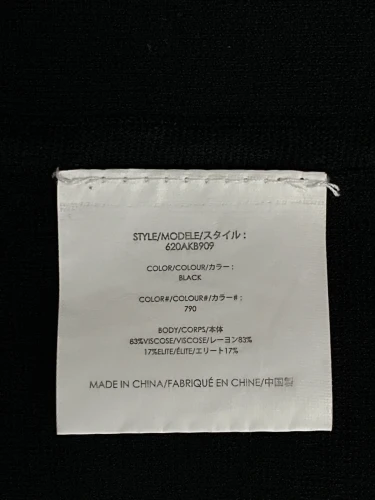 STYLE/MODELE/スタイル :
620AKB909
COLOR/COLOUR/カラー :
BLACK
COLOR#/COLOUR#/カラー# :
790
BODY/CORPS/本体
83%VISCOSE/VISCOSE/レーヨン83%
17%ELITE/ÉLITE/エリート17%
MADE IN CHINA/FABRIQUÉ EN CHINE/中国製